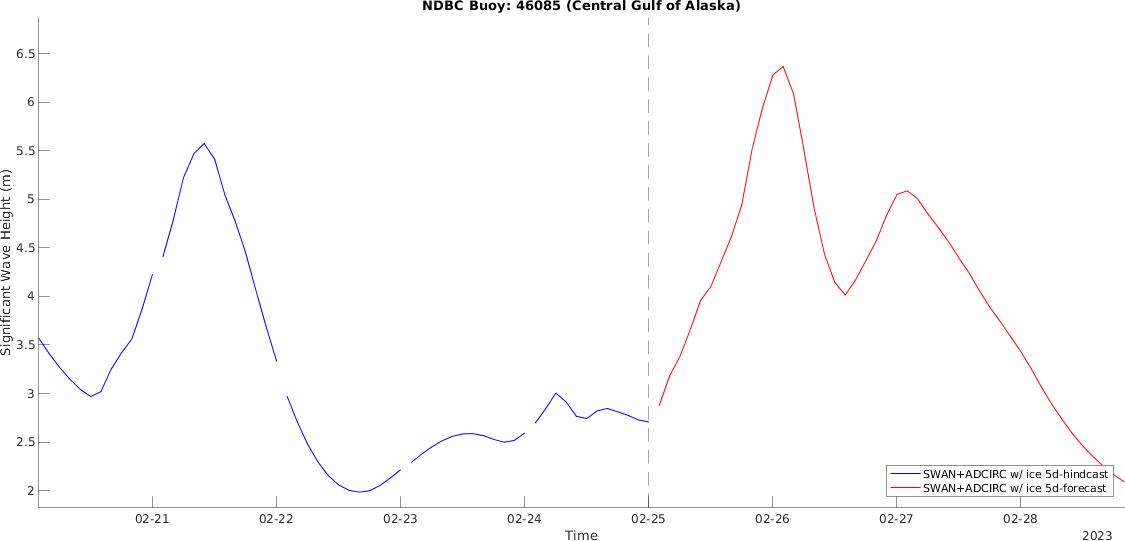 NDBC Buoy: 46085 (Central Gulf of Alaska)
Significant Wave Height (m)
6.5
6
5.5
5
4.5
4
3.5
3
2.5
2
SWAN+ADCIRC w/ ice 5d-hindcast
SWAN+ADCIRC w/ ice 5d-forecast
02-21 02-22 02-23 02-24 02-25 02-26 02-27 02-28
Time
2023